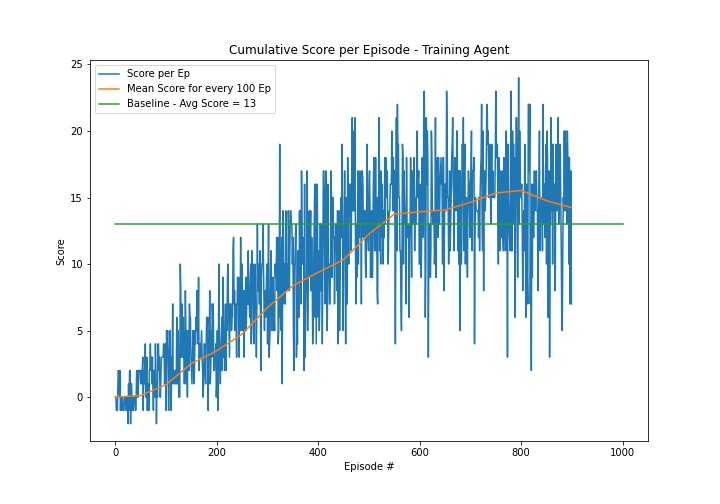 Cumulative Score per Episode - Training Agent
Score per Ep
Mean Score for every 100 Ep
Baseline - Avg Score = 13
25
20
15
10
5
0
Score
0 200 400 600 800 1000
Episode #